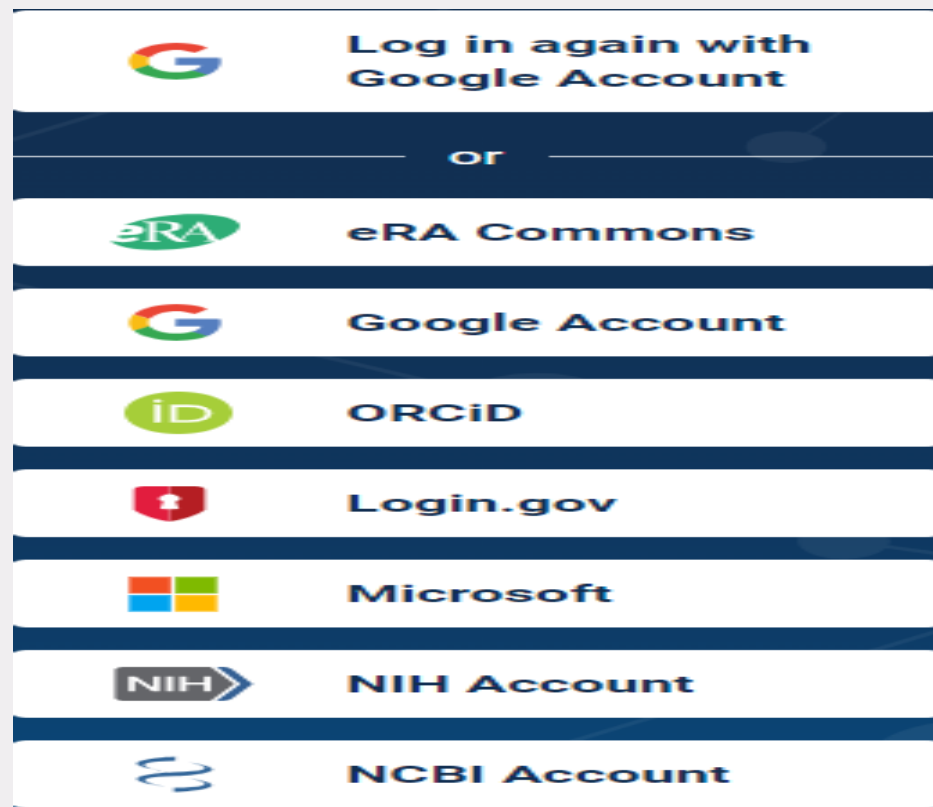 Log in again with
Google Account
or
eRA
eRA Commons
Google Account
iD
ORCiD
Login.gov
Microsoft
NIH
NIH Account
NCBI Account